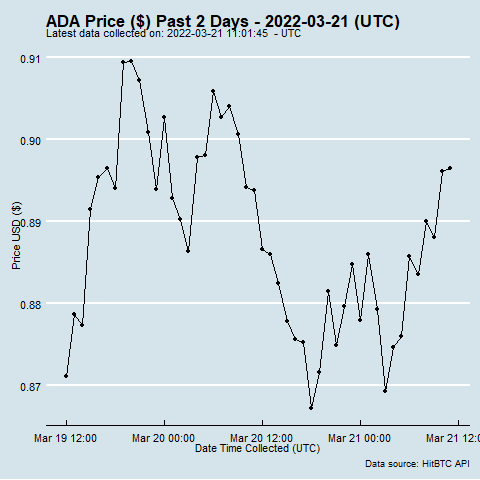 ADA Price ($) Past 2 Days - 2022-03-21 (UTC)
Latest data collected on: 2022-03-21 11:01:45  - UTC
0.91
0.90
0.89
0.88
0.87
Price USD ($)
Mar 19 12:00 Mar 20 00:00 Mar 20 12:00 Mar 21 00:00 Mar 21 12:0
Date Time Collected (UTC)
Data source: HitBTC API